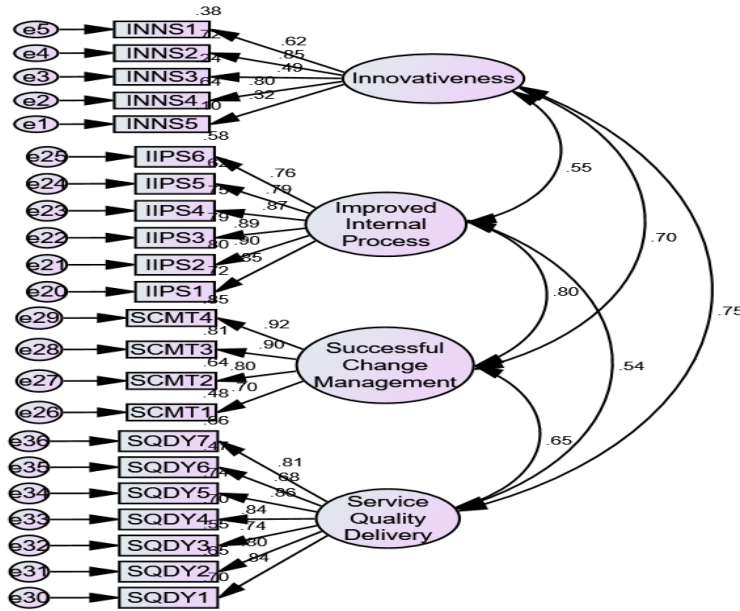 .38
e5 INNS1 .62
.72
e4 INNS2 .85
.24
e3 INNS3 .49
.64
e2 INNS4 .80
.10
e1 INNS5 .32
Innovativeness
.58
e25 IIPS6 .76
.62
e24 IIPS5 .79
.75
e23 IIPS4 .87
.79
e22 IIPS3 .89
.80
e21 IIPS2 .90
.72
e20 IIPS1 .85
Improved
Internal
Process
.85
e29 SCMT4 .92
.81
e28 SCMT3 .90
.64
e27 SCMT2 .80
.48
e26 SCMT1 .70
Successful
Change
Management
.66
e36 SQDY7 .81
.47
e35 SQDY6 .68
.74
e34 SQDY5 .86
.70
e33 SQDY4 .84
.55
e32 SQDY3 .74
.65
e31 SQDY2 .80
.70
e30 SQDY1 .84
Service
Quality
Delivery
.55
.70
.80
.75
.54
.65